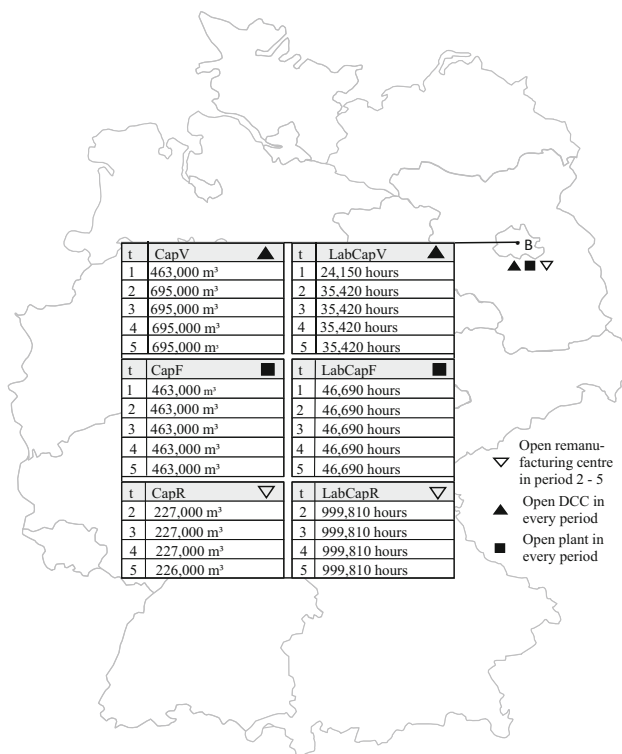 B
t CapV
1 463,000 m³
2 695,000 m³
3 695,000 m³
4 695,000 m³
5 695,000 m³
t LabCapV
1 24,150 hours
2 35,420 hours
3 35,420 hours
4 35,420 hours
5 35,420 hours
t CapF
1 463,000 m³
2 463,000 m³
3 463,000 m³
4 463,000 m³
5 463,000 m³
t LabCapF
1 46,690 hours
2 46,690 hours
3 46,690 hours
4 46,690 hours
5 46,690 hours
t CapR
2 227,000 m³
3 227,000 m³
4 227,000 m³
5 226,000 m³
t LabCapR
2 999,810 hours
3 999,810 hours
4 999,810 hours
5 999,810 hours
Open remanu-
facturing centre
in period 2 - 5
Open DCC in
every period
Open plant in
every period